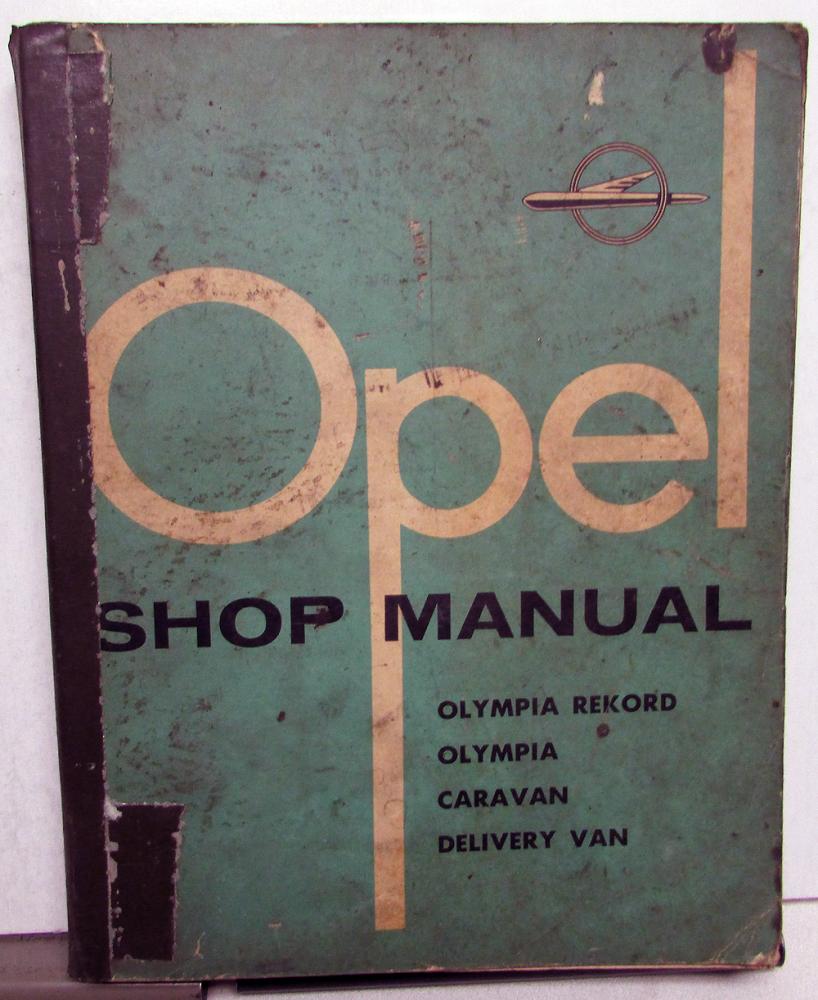 Opel
SHOP MANUAL
OLYMPIA REKORD
OLYMPIA
CARAVAN
DELIVERY VAN